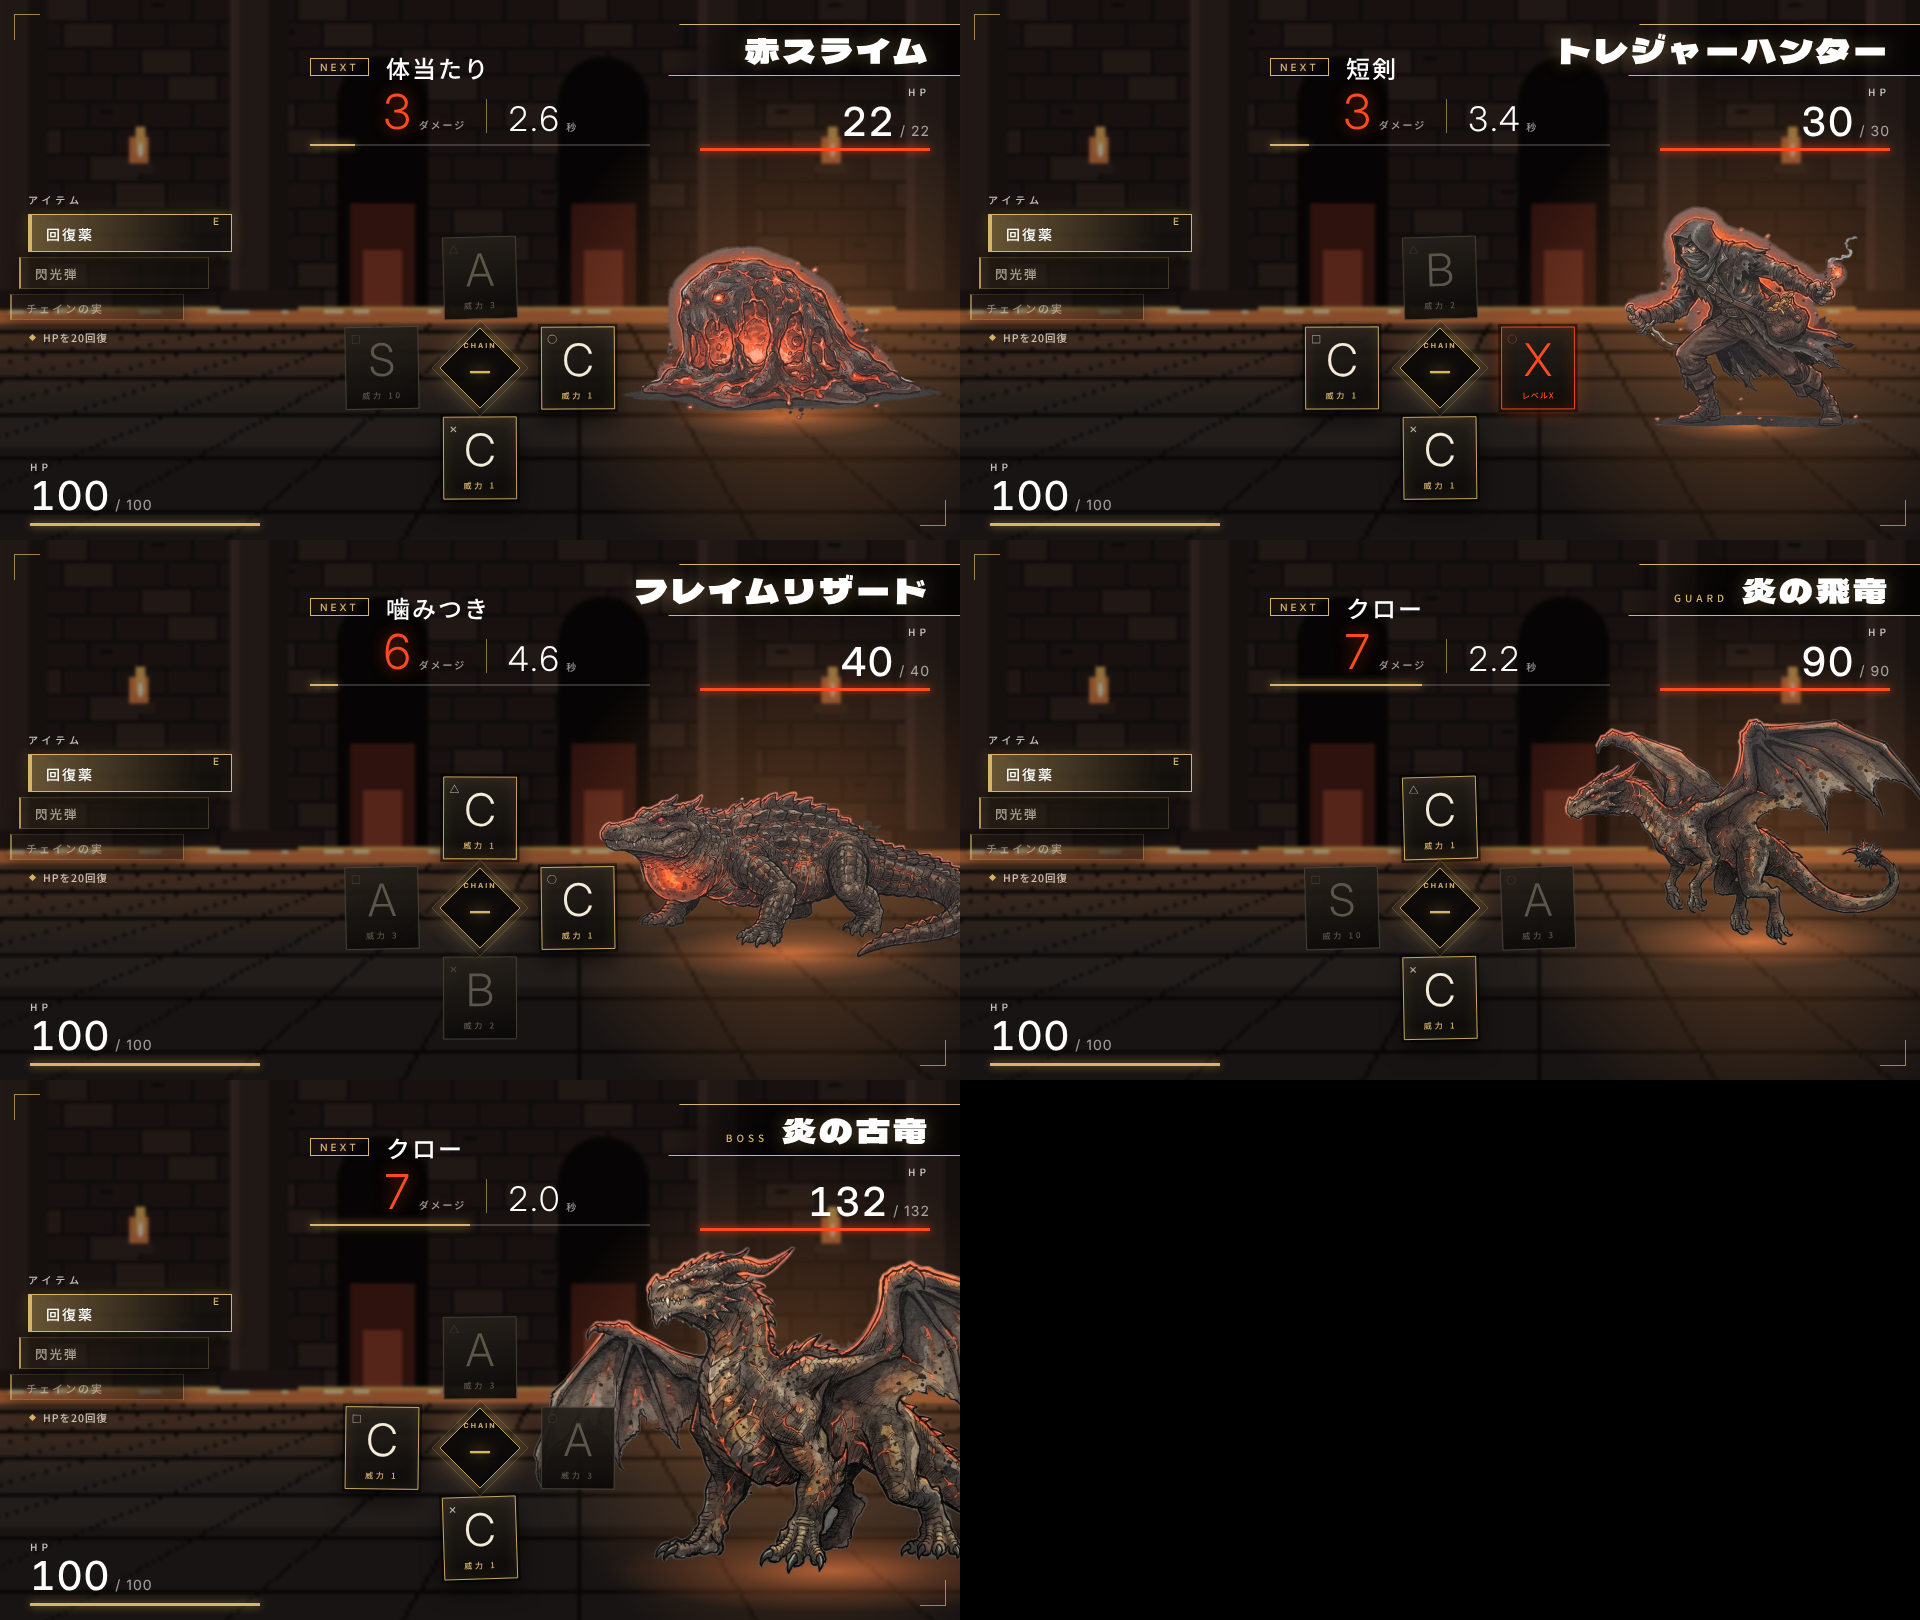 赤スライム
NEXT 体当たり
3 ダメージ 2.6 秒
HP
22 / 22
アイテム
回復薬 E
閃光弾
チェインの実
◆ HPを20回復
△ A 威力 3
□ S 威力 10
CHAIN —
○ C 威力 1
× C 威力 1
HP
100 / 100
トレジャーハンター
NEXT 短剣
3 ダメージ 3.4 秒
HP
30 / 30
アイテム
回復薬 E
閃光弾
チェインの実
◆ HPを20回復
△ B 威力 2
□ C 威力 1
CHAIN —
○ X レベルX
× C 威力 1
HP
100 / 100
フレイムリザード
NEXT 噛みつき
6 ダメージ 4.6 秒
HP
40 / 40
アイテム
回復薬 E
閃光弾
チェインの実
◆ HPを20回復
△ C 威力 1
□ A 威力 3
CHAIN —
○ C 威力 1
× B 威力 2
HP
100 / 100
GUARD 炎の飛竜
NEXT クロー
7 ダメージ 2.2 秒
HP
90 / 90
アイテム
回復薬 E
閃光弾
チェインの実
◆ HPを20回復
△ C 威力 1
□ S 威力 10
CHAIN —
○ A 威力 3
× C 威力 1
HP
100 / 100
BOSS 炎の古竜
NEXT クロー
7 ダメージ 2.0 秒
HP
132 / 132
アイテム
回復薬 E
閃光弾
チェインの実
◆ HPを20回復
△ A 威力 3
□ C 威力 1
CHAIN —
○ A 威力 3
× C 威力 1
HP
100 / 100